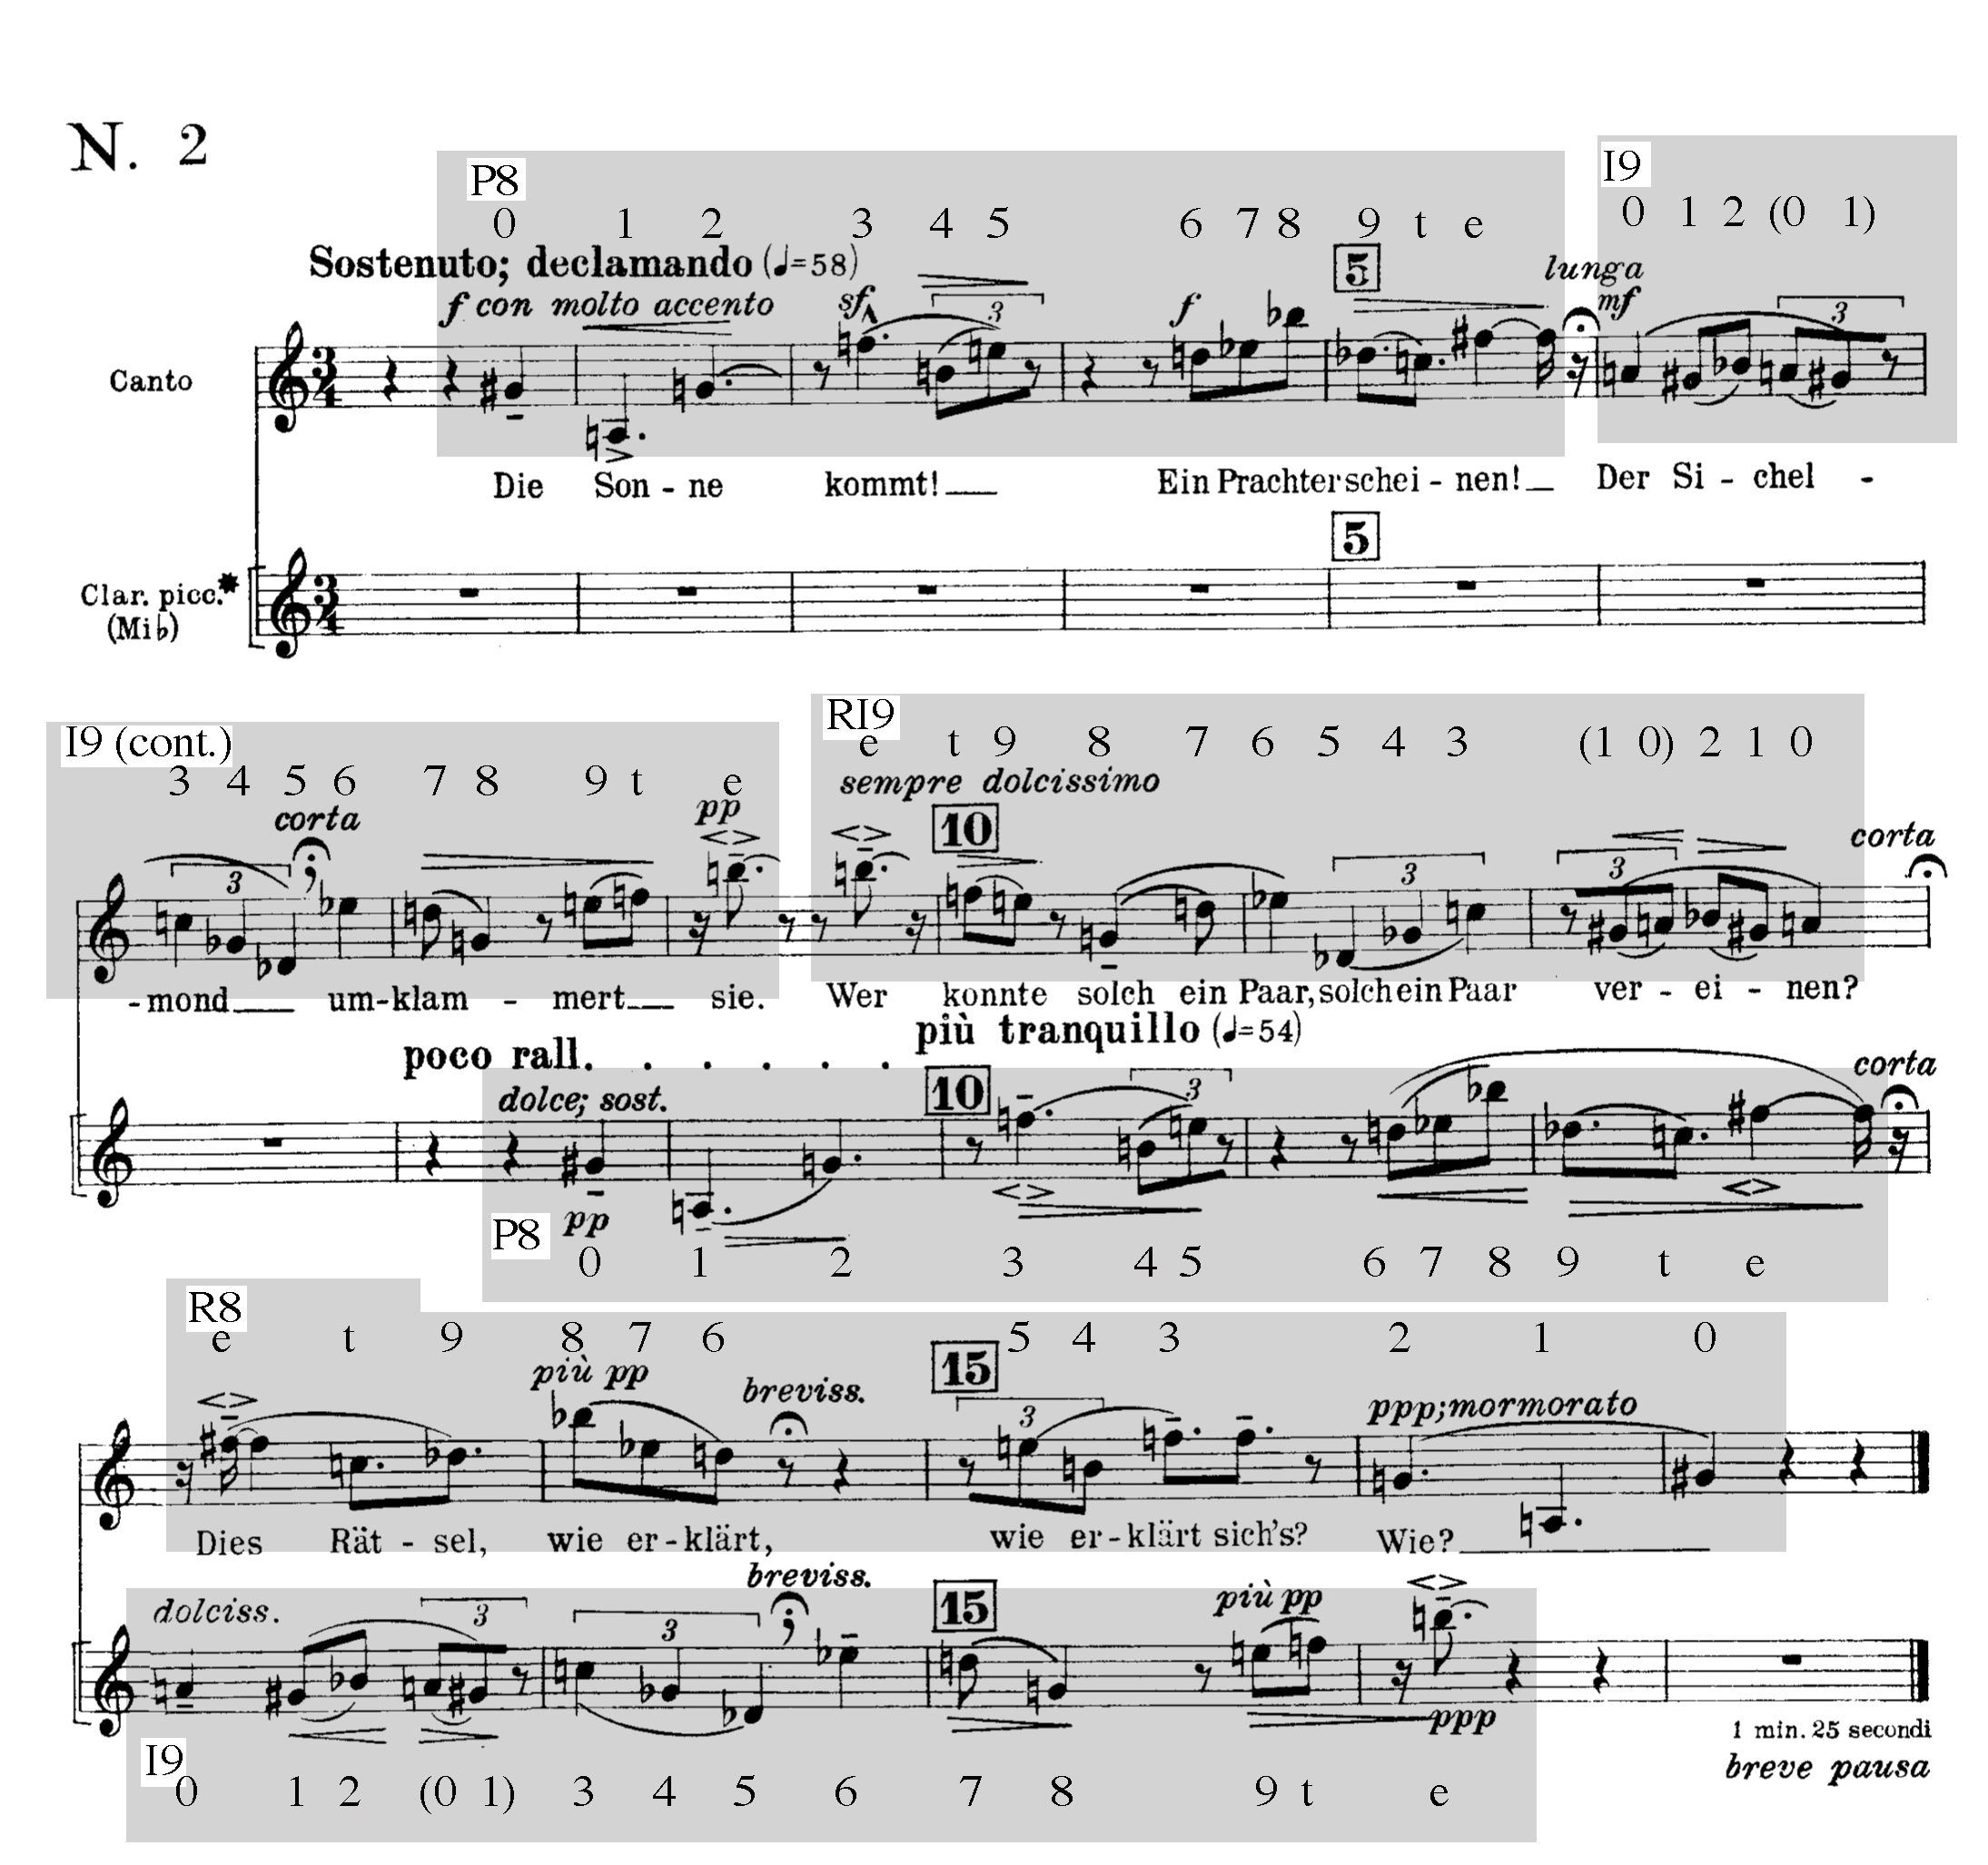 N. 2
P8
0 1 2 3 4 5 6 7 8 9 t e
I9
0 1 2 (0 1)
Sostenuto; declamando (♩=58)
5
lunga
f con molto accento sf f mf
3 3
Canto
3/4
Die Son - ne kommt! Ein Prachterschei - nen! Der Si - chel -
5
Clar. picc.*
(Mi♭)
3/4
I9 (cont.)
3 4 5 6 7 8 9 t e
RI9
e t 9 8 7 6 5 4 3 (1 0) 2 1 0
corta
pp
sempre dolcissimo
10
corta
3 3 3
-mond um-klam - mert sie. Wer konnte solch ein Paar, solch ein Paar ver - ei - nen?
poco rall. . . . . .
più tranquillo (♩=54)
dolce; sost.
10
3
corta
pp
P8
0 1 2 3 4 5 6 7 8 9 t e
R8
e t 9 8 7 6 5 4 3 2 1 0
più pp
breviss.
15
3
ppp; mormorato
Dies Rät - sel, wie er-klärt, wie er-klärt sich's? Wie?
dolciss.
3
3
breviss.
15
più pp
ppp
1 min. 25 secondi
breve pausa
I9
0 1 2 (0 1) 3 4 5 6 7 8 9 t e